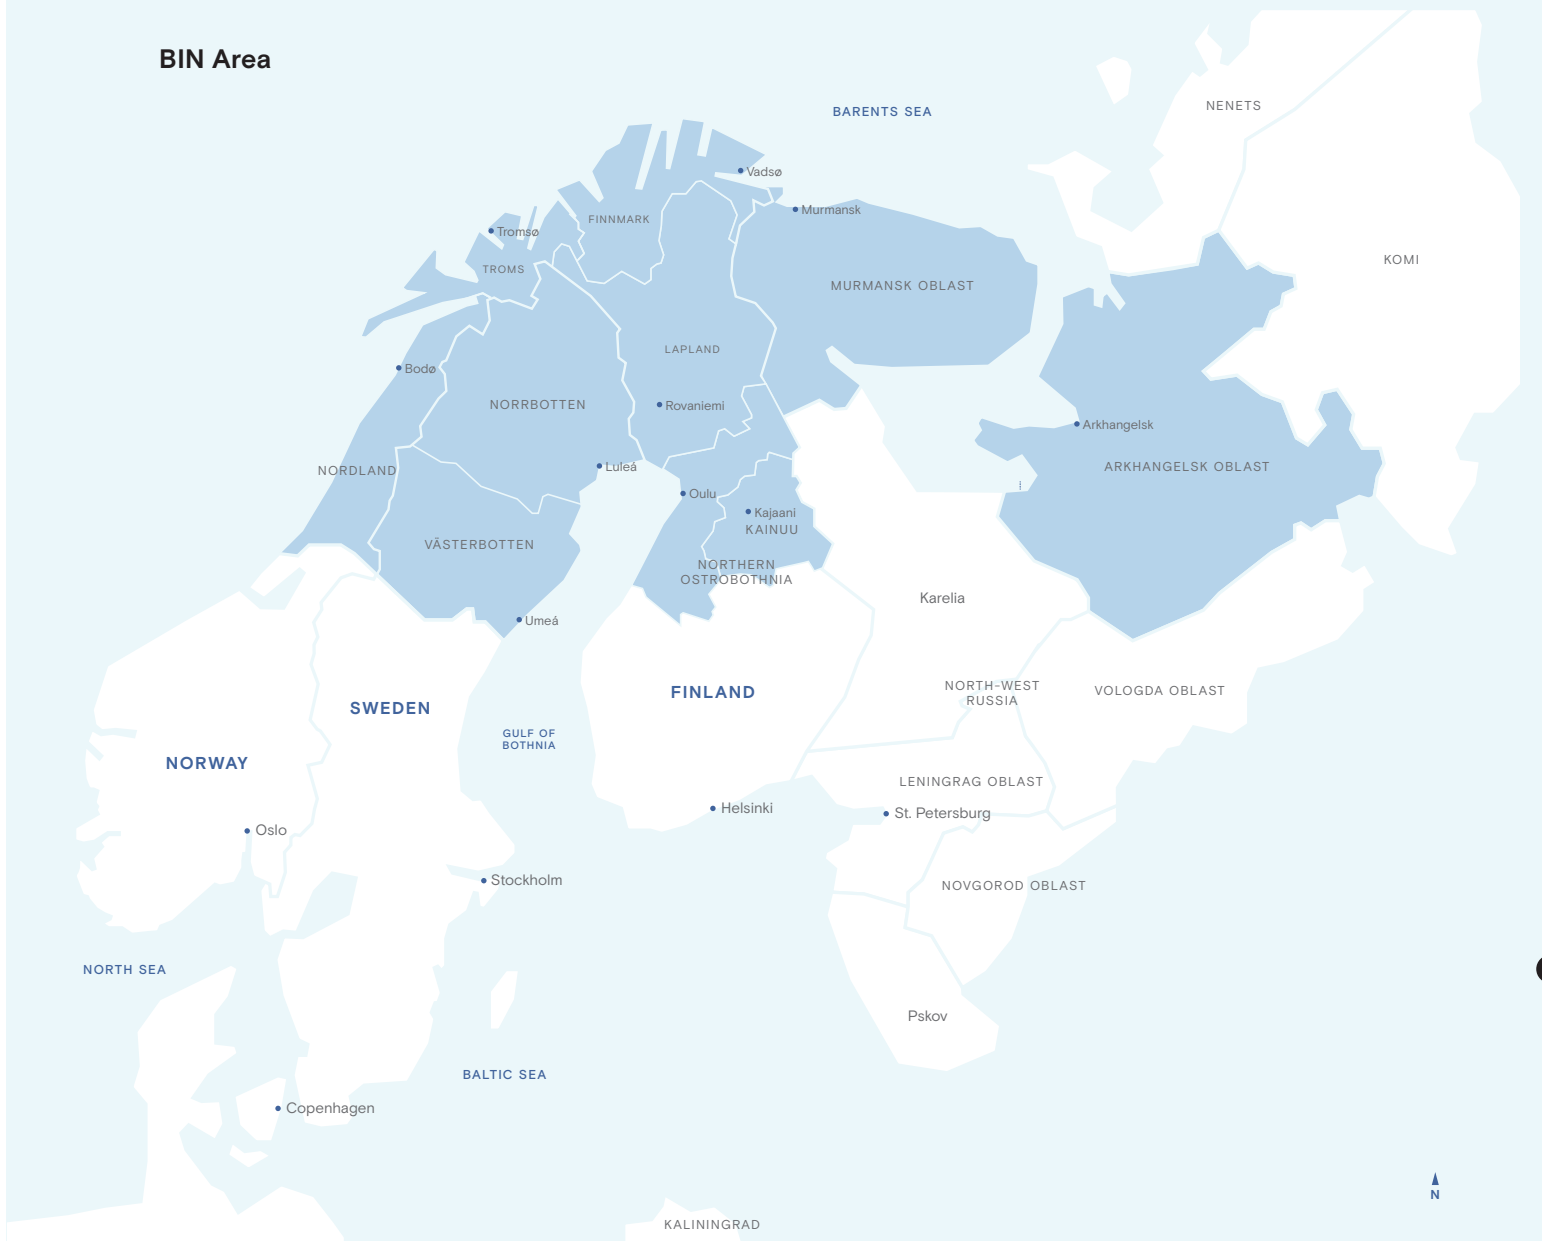 BIN Area
NENETS
BARENTS SEA
Vadsø
Murmansk
FINNMARK
Tromsø
KOMI
TROMS
MURMANSK OBLAST
LAPLAND
Bodø
NORRBOTTEN
Rovaniemi
Arkhangelsk
NORDLAND
Luleá
ARKHANGELSK OBLAST
Oulu
Kajaani
KAINUU
VÄSTERBOTTEN
NORTHERN
OSTROBOTHNIA
Karelia
Umeá
NORTH-WEST
RUSSIA
VOLOGDA OBLAST
FINLAND
SWEDEN
GULF OF
BOTHNIA
NORWAY
LENINGRAG OBLAST
Helsinki
St. Petersburg
Oslo
Stockholm
NOVGOROD OBLAST
NORTH SEA
Pskov
BALTIC SEA
Copenhagen
N
KALININGRAD